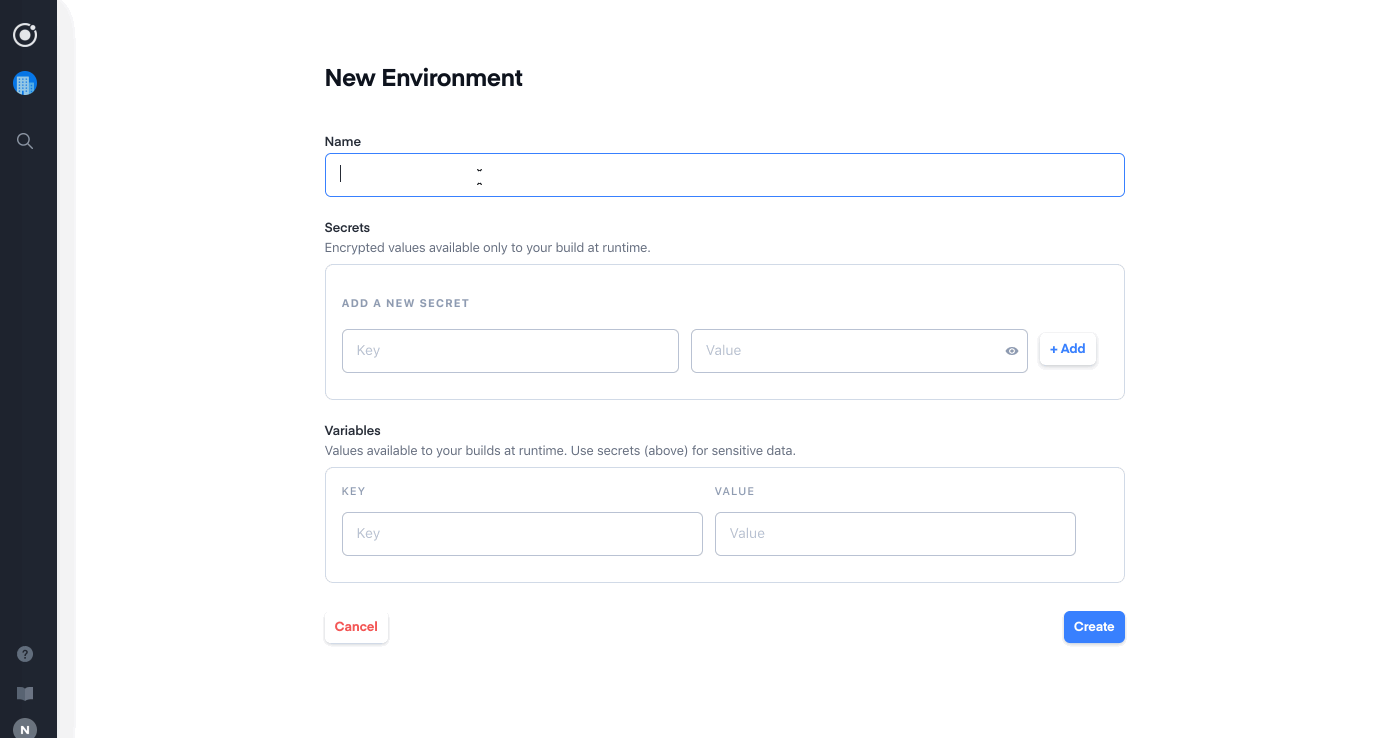 New Environment
Name
Secrets
Encrypted values available only to your build at runtime.
ADD A NEW SECRET
Key
Value
+ Add
Variables
Values available to your builds at runtime. Use secrets (above) for sensitive data.
KEY VALUE
Key Value
Cancel Create
?
N